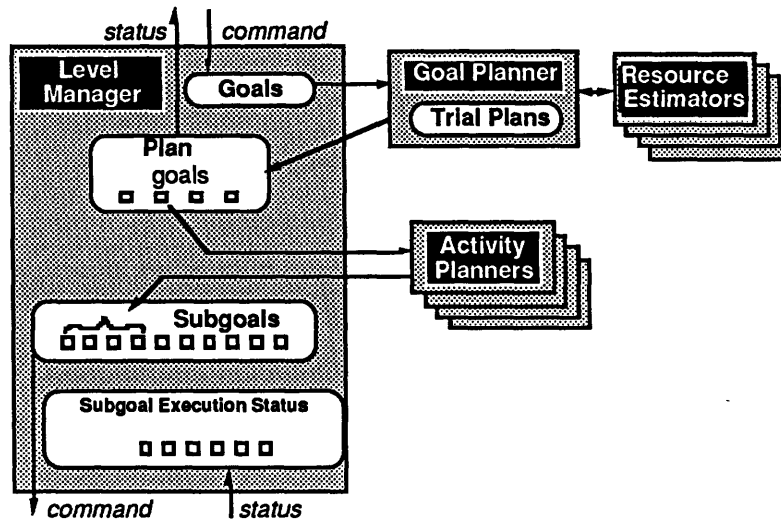 status
command
Level
Manager
Goals
Goal Planner
Trial Plans
Resource
Estimators
Plan
goals
Activity
Planners
Subgoals
Subgoal Execution Status
command
status